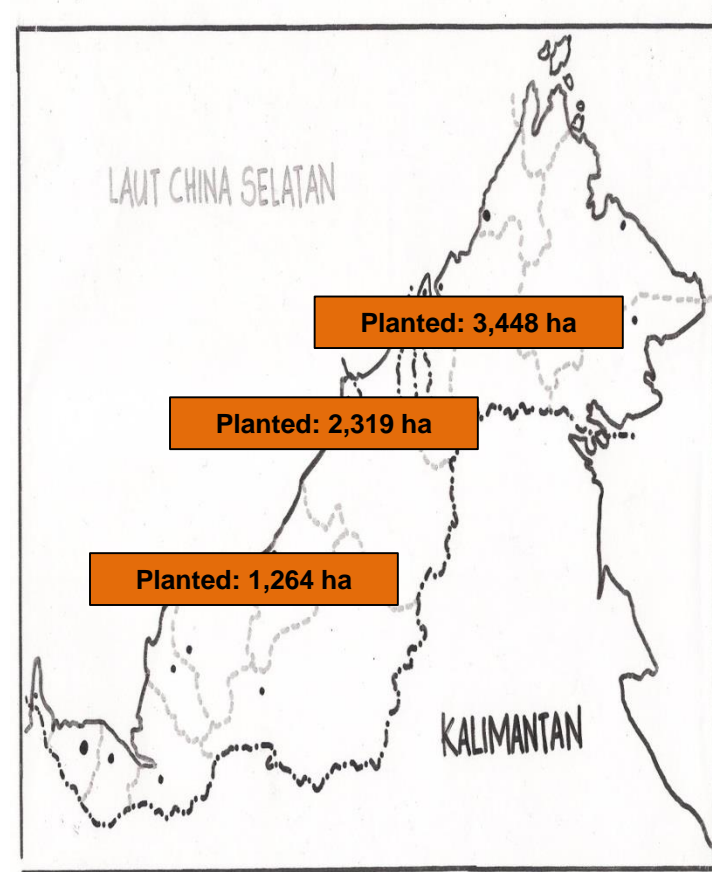 LAUT CHINA SELATAN
Planted: 3,448 ha
Planted: 2,319 ha
Planted: 1,264 ha
KALIMANTAN